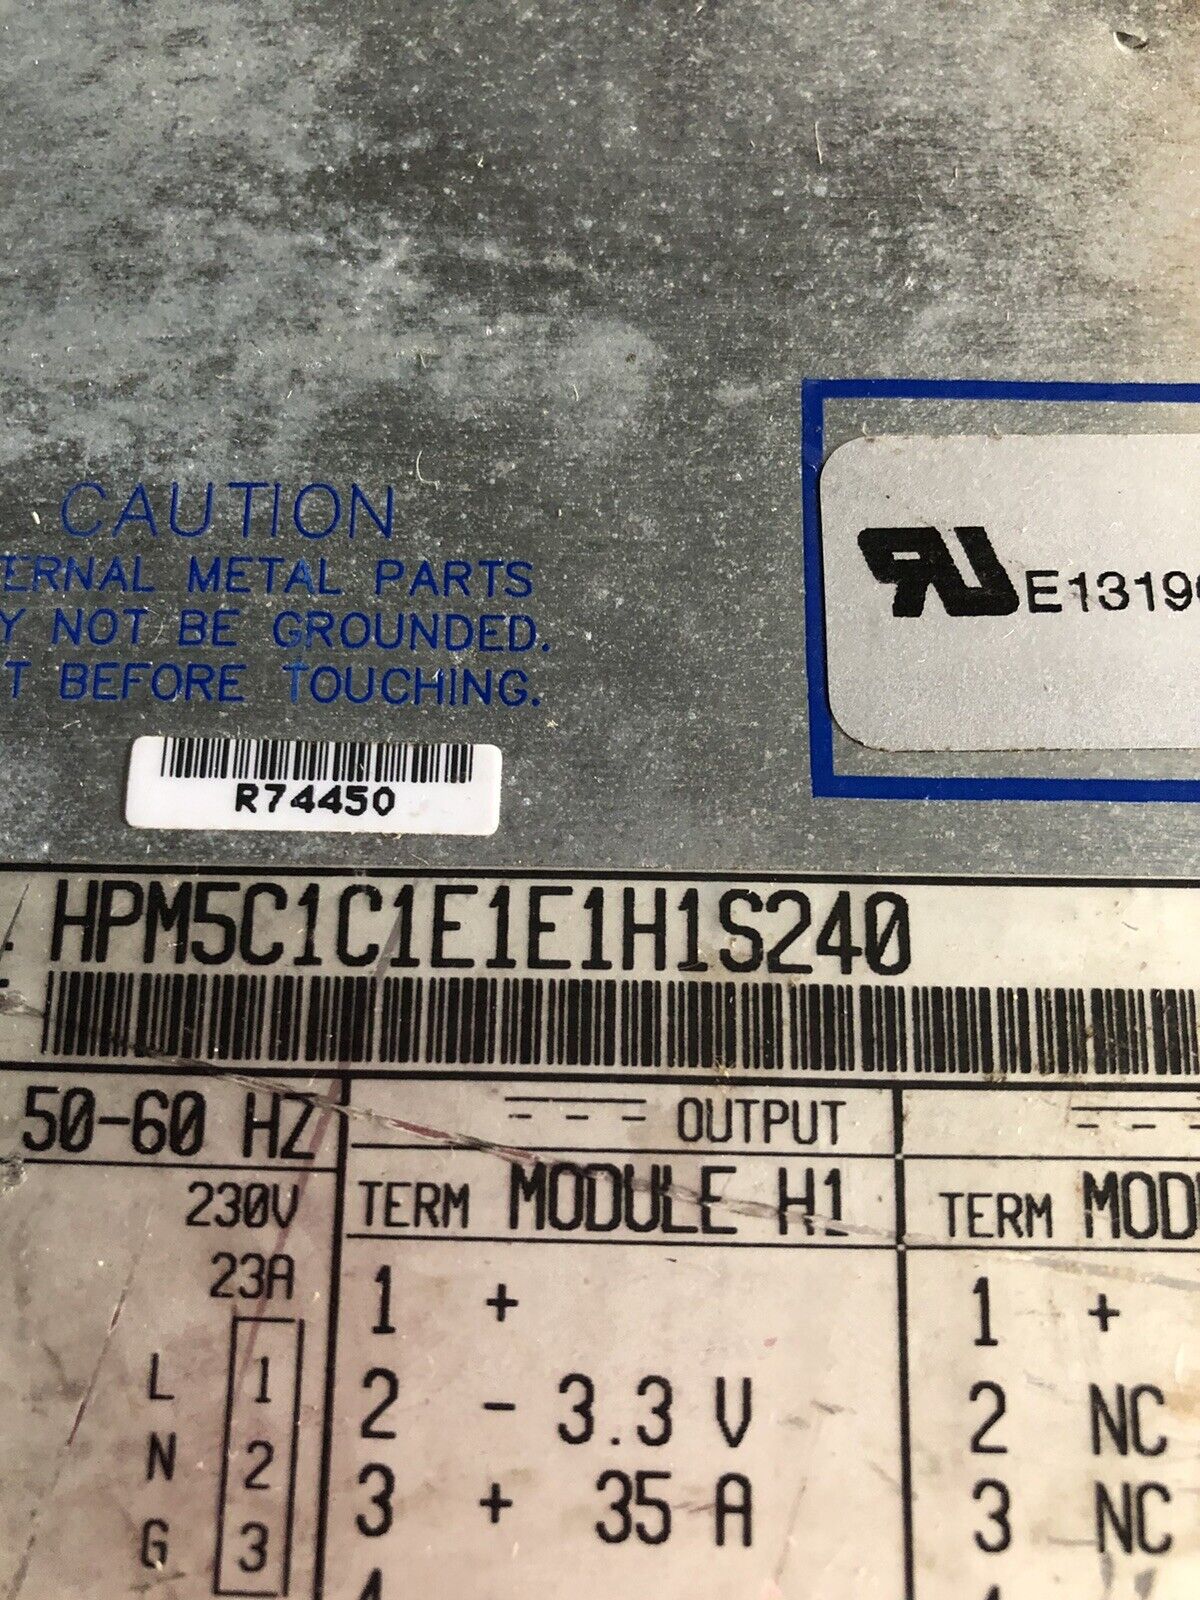 CAUTION
METAL PARTS
NOT BE GROUNDED.
BEFORE TOUCHING.
E1319
R74450
HPM5C1C1E1E1H1S240
50-60 HZ
OUTPUT
230V
TERM MODULE H1
TERM
23A
1 +
1 +
L 1
2 - 3.3 V
2 NC
N 2
3 + 35 A
3 NC
G 3